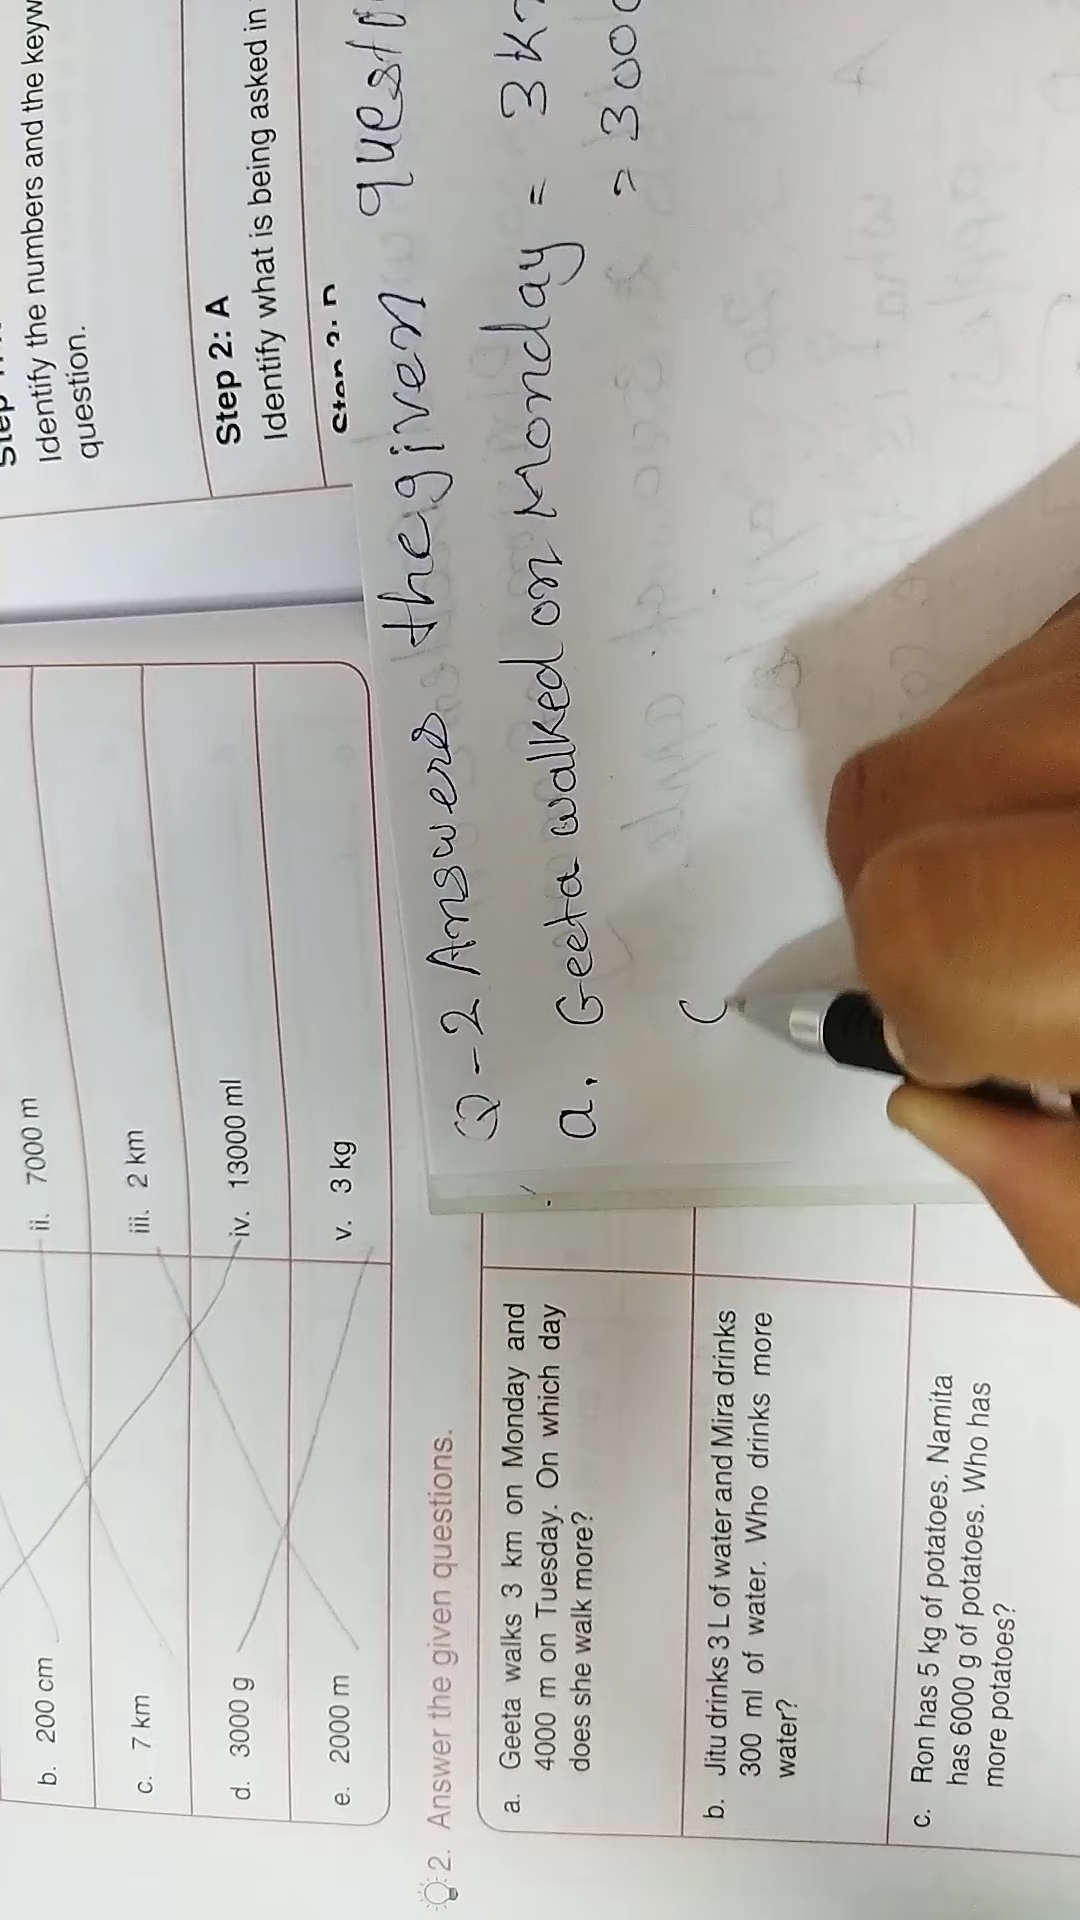 Identify the numbers and the
question.
Step 2: A
Identify what is being asked in
b. 200 cm
ii. 7000 m
c. 7 km
iii. 2 km
d. 3000 g
iv. 13000 ml
e. 2000 m
v. 3 kg
2. Answer the given questions.
a. Geeta walks 3 km on Monday and
4000 m on Tuesday. On which day
does she walk more?
b. Jitu drinks 3 L of water and Mira drinks
300 ml of water. Who drinks more
water?
c. Ron has 5 kg of potatoes. Namita
has 6000 g of potatoes. Who has
more potatoes?
Q-2 Answers the given
a. Geeta walked on Monday = 3
=